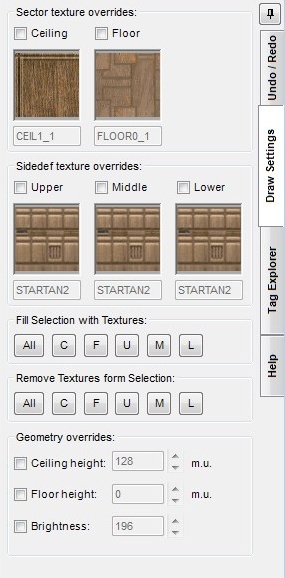 Sector texture overrides:
Ceiling Floor
CEIL1_1 FLOOR0_1
Sidedef texture overrides:
Upper Middle Lower
STARTAN2 STARTAN2 STARTAN2
Fill Selection with Textures:
All C F U M L
Remove Textures form Selection:
All C F U M L
Geometry overrides:
Ceiling height: 128 m.u.
Floor height: 0 m.u.
Brightness: 196
Undo / Redo
Draw Settings
Tag Explorer
Help